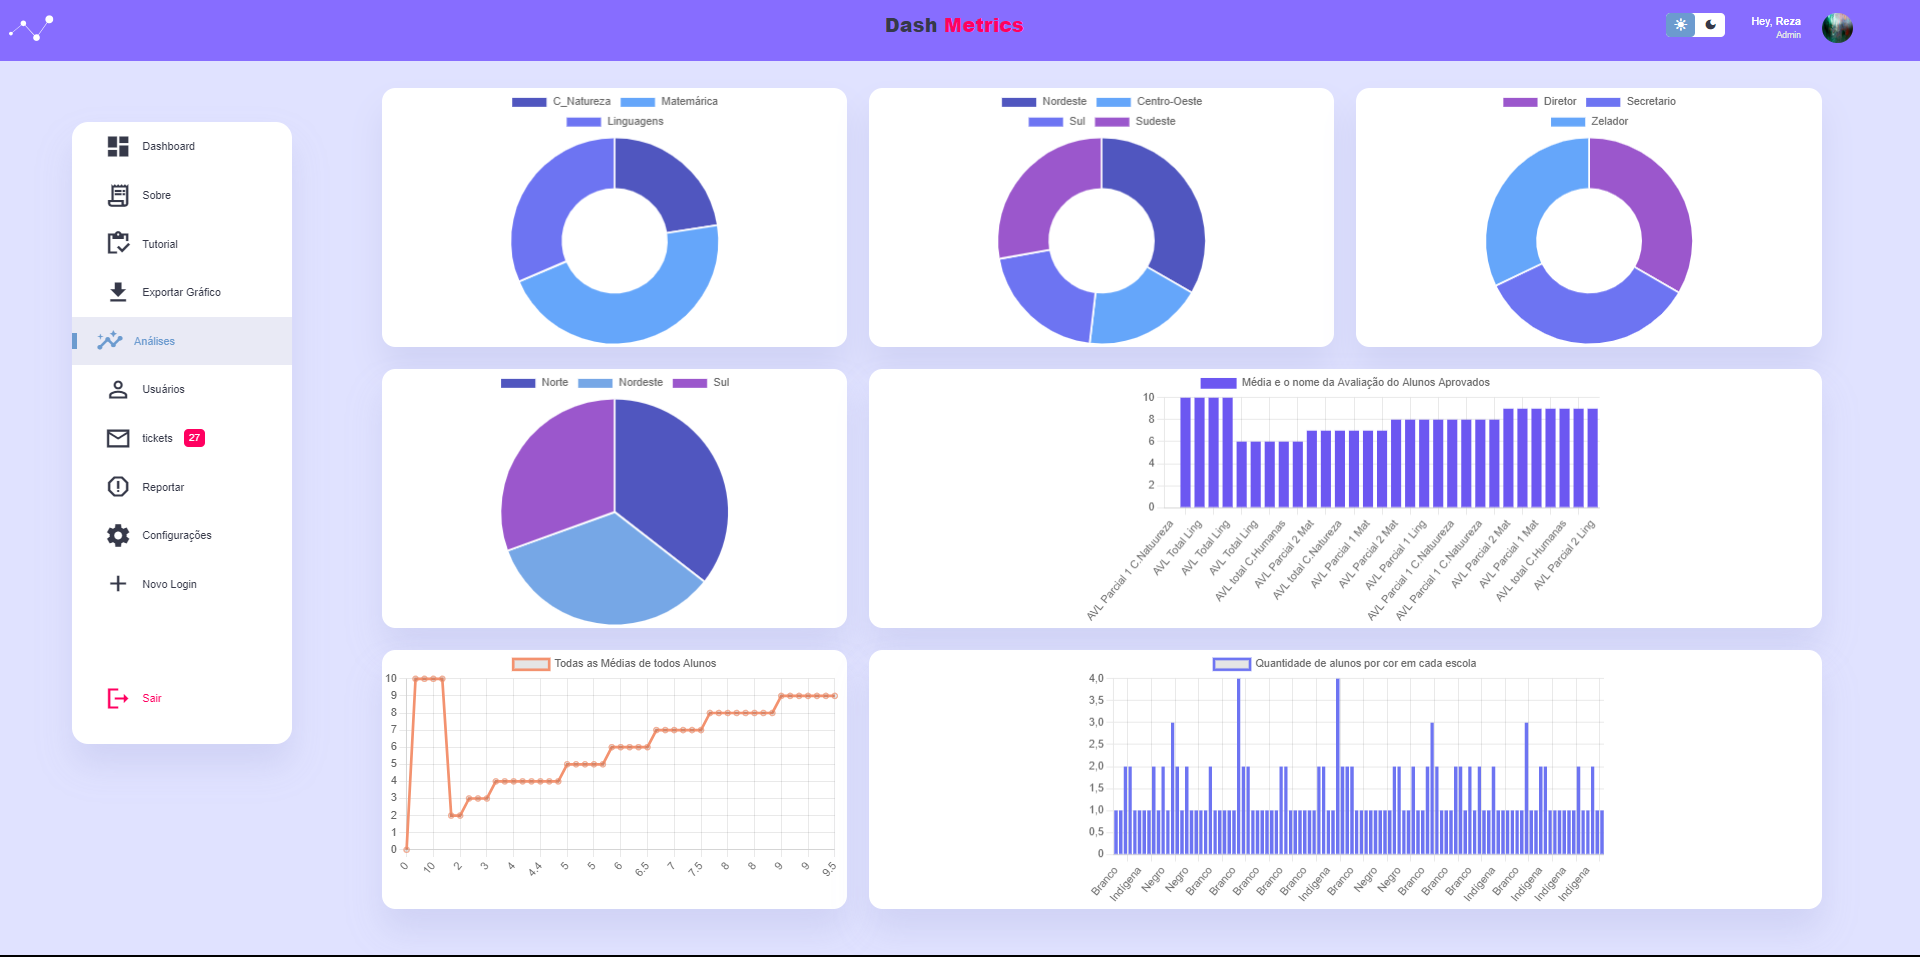 Dash Metrics
Hey, Reza
Admin
Dashboard
Sobre
Tutorial
Exportar Gráfico
Análises
Usuários
tickets 27
Reportar
Configurações
Novo Login
Sair
C_Natureza Matemárica
Linguagens
Nordeste Centro-Oeste
Sul Sudeste
Diretor Secretario
Zelador
Norte Nordeste Sul
Média e o nome da Avaliação do Alunos Aprovados
10
8
6
4
2
0
AVL Parcial 1 C.Natuureza
AVL Total Ling
AVL Total Ling
AVL Total Ling
AVL total C.Humanas
AVL Parcial 2 Mat
AVL total C.Natureza
AVL Parcial 1 Mat
AVL Parcial 2 Mat
AVL Parcial 1 Ling
AVL Parcial 1 C.Natuureza
AVL Parcial 1 C.Natuureza
AVL Parcial 2 Mat
AVL Parcial 1 Mat
AVL total C.Humanas
AVL Parcial 2 Ling
Todas as Médias de todos Alunos
10
9
8
7
6
5
4
3
2
1
0
0 10 2 3 4 4.4 5 5 6 6.5 7 7.5 8 8 9 9 9.5
Quantidade de alunos por cor em cada escola
4,0
3,5
3,0
2,5
2,0
1,5
1,0
0,5
0
Branco Indígena Negro Negro Branco Branco Branco Branco Branco Indígena Branco Negro Negro Branco Branco Branco Indígena Branco Indígena Indígena Indígena